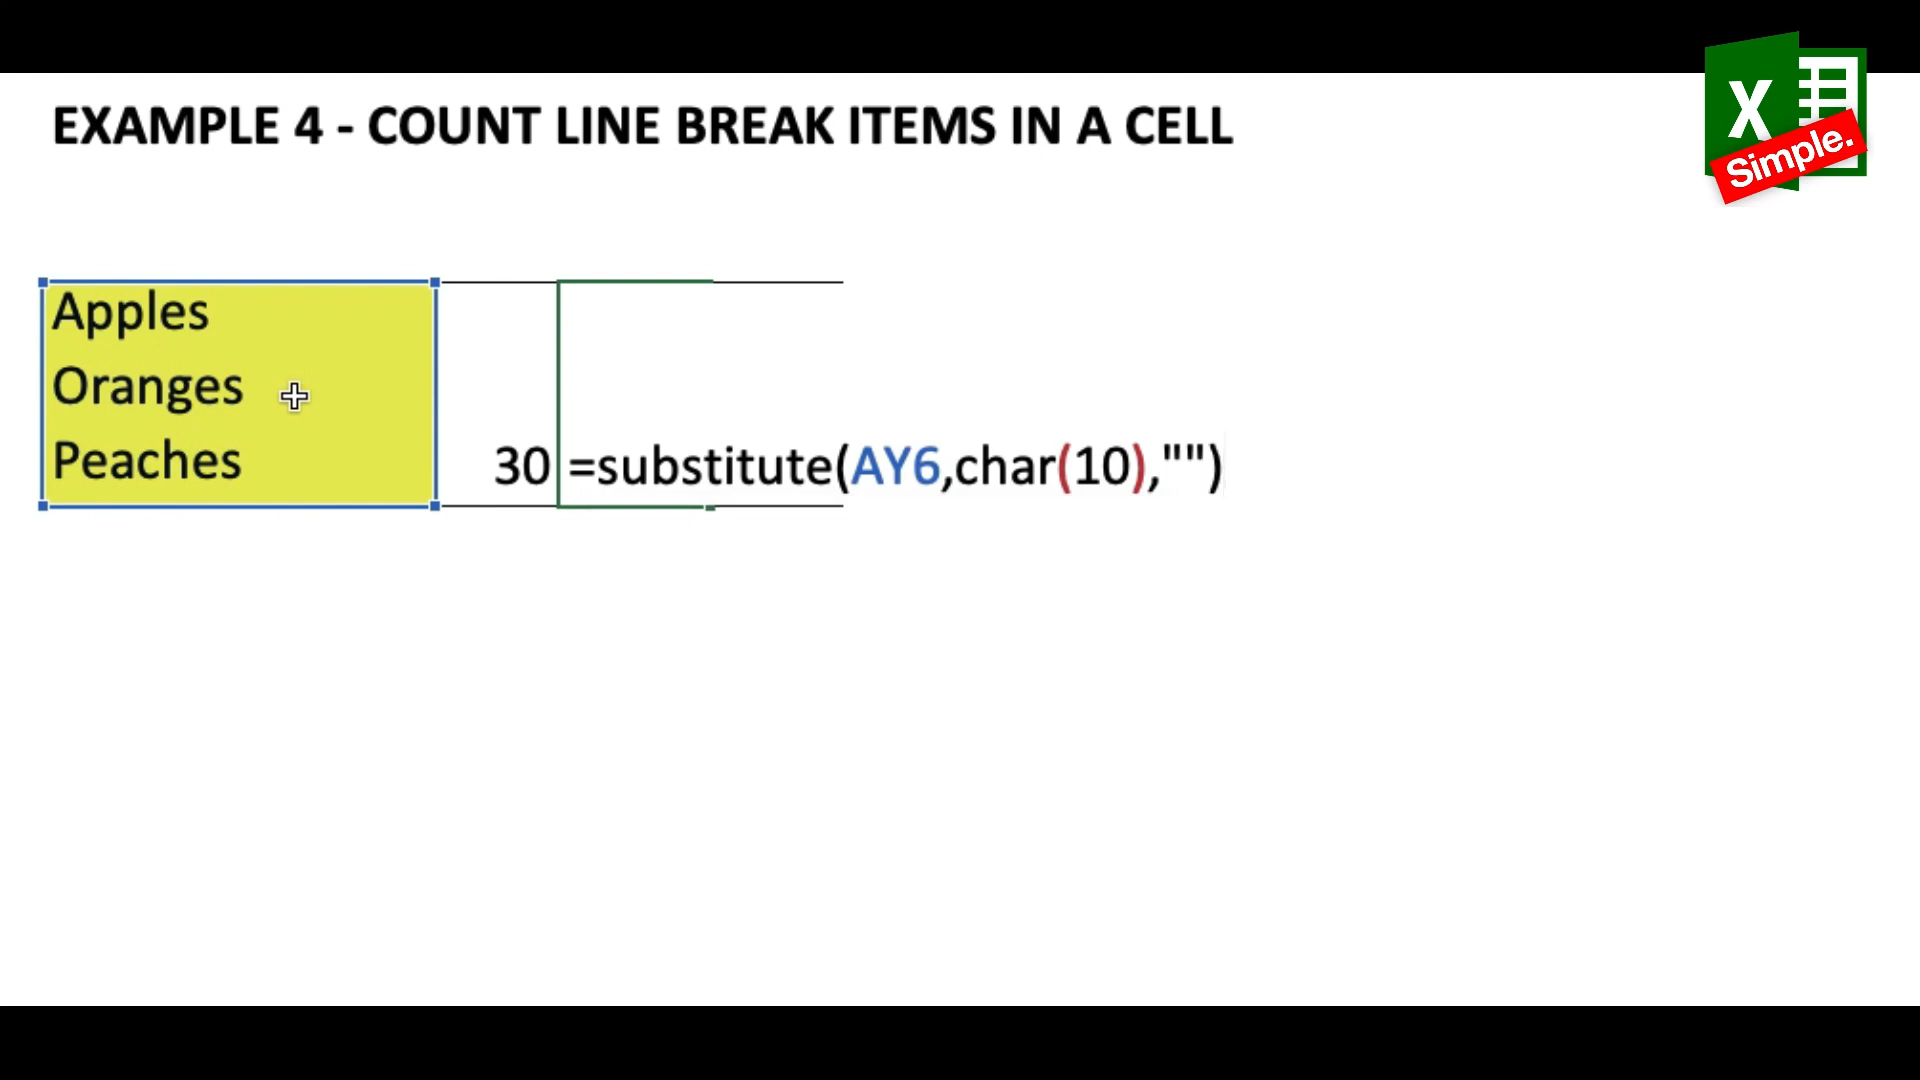 EXAMPLE 4 - COUNT LINE BREAK ITEMS IN A CELL
X
Simple.
Apples
Oranges
Peaches
30 =substitute(AY6,char(10),"")